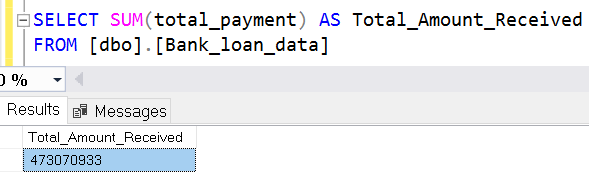 SELECT SUM(total_payment) AS Total_Amount_Received
FROM [dbo].[Bank_loan_data]
0 %
Results Messages
Total_Amount_Received
473070933